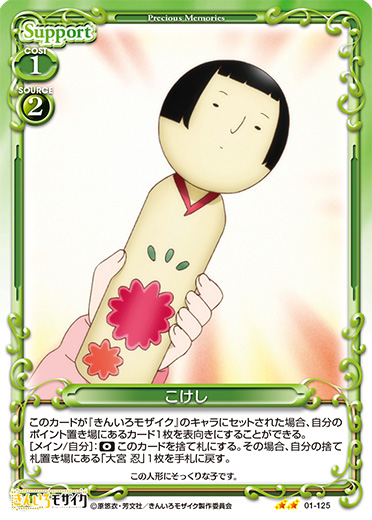 Precious Memories
Support
COST
1
SOURCE
2
こけし
このカードが「きんいろモザイク」のキャラにセットされた場合、自分の
ポイント置き場にあるカード1枚を表向きにすることができる。
[メイン/自分]:このカードを捨て札にする。その場合、自分の捨
て札置き場にある「大宮 忍」1枚を手札に戻す。
この人形にそっくりな子です。
きんいろモザイク
©原悠衣・芳文社/きんいろモザイク製作委員会
★★
01-125